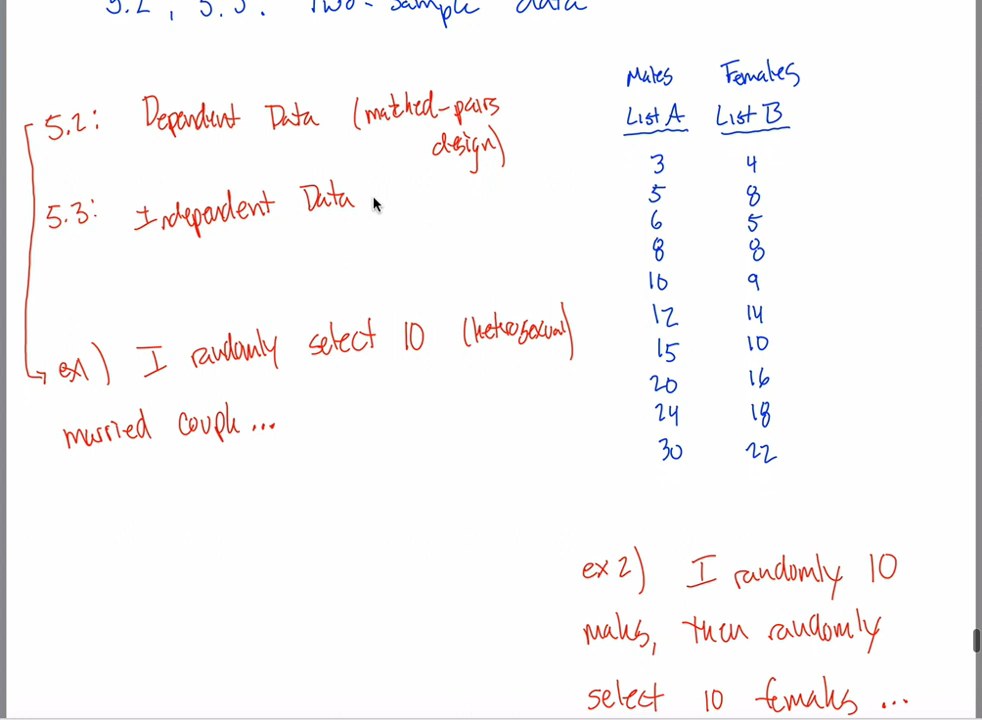 5.2, 5.3: Two-sample data
5.2: Dependent Data (matched-pairs
design)
5.3: Independent Data
ex1) I randomly select 10 (heterosexual)
married couple...
Males Females
List A List B
3 4
5 8
6 5
8 8
10 9
12 14
15 10
20 16
24 18
30 22
ex 2) I randomly 10
males, then randomly
select 10 females ...